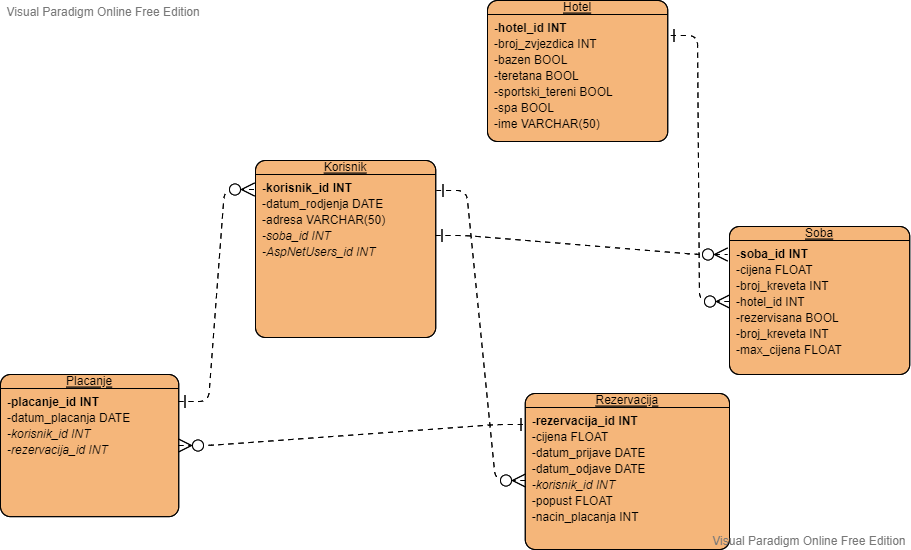 Visual Paradigm Online Free Edition
Hotel
-hotel_id INT
-broj_zvjezdica INT
-bazen BOOL
-teretana BOOL
-sportski_tereni BOOL
-spa BOOL
-ime VARCHAR(50)
Korisnik
-korisnik_id INT
-datum_rodjenja DATE
-adresa VARCHAR(50)
-soba_id INT
-AspNetUsers_id INT
Soba
-soba_id INT
-cijena FLOAT
-broj_kreveta INT
-hotel_id INT
-rezervisana BOOL
-broj_kreveta INT
-max_cijena FLOAT
Placanje
-placanje_id INT
-datum_placanja DATE
-korisnik_id INT
-rezervacija_id INT
Rezervacija
-rezervacija_id INT
-cijena FLOAT
-datum_prijave DATE
-datum_odjave DATE
-korisnik_id INT
-popust FLOAT
-nacin_placanja INT
Visual Paradigm Online Free Edition